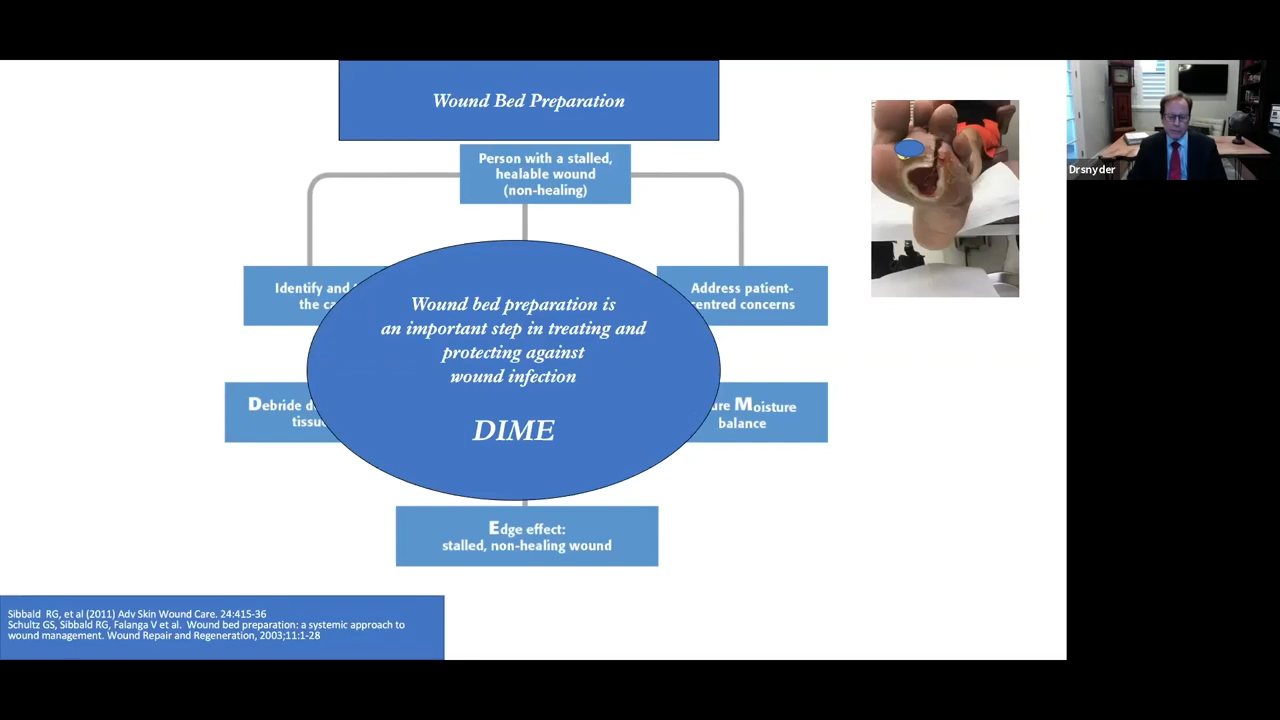 Wound Bed Preparation
Person with a stalled,
healable wound
(non-healing)
Identify and
the
Address patient-
centred concerns
Wound bed preparation is
an important step in treating and
protecting against
wound infection
DIME
Debride
Moisture
balance
Edge effect:
stalled, non-healing wound
Sibbald RG, et al (2011) Adv Skin Wound Care. 24:415-36
Schultz GS, Sibbald RG, Falanga V et al. Wound bed preparation: a systemic approach to
wound management. Wound Repair and Regeneration, 2003;11:1-28
Drsnyder